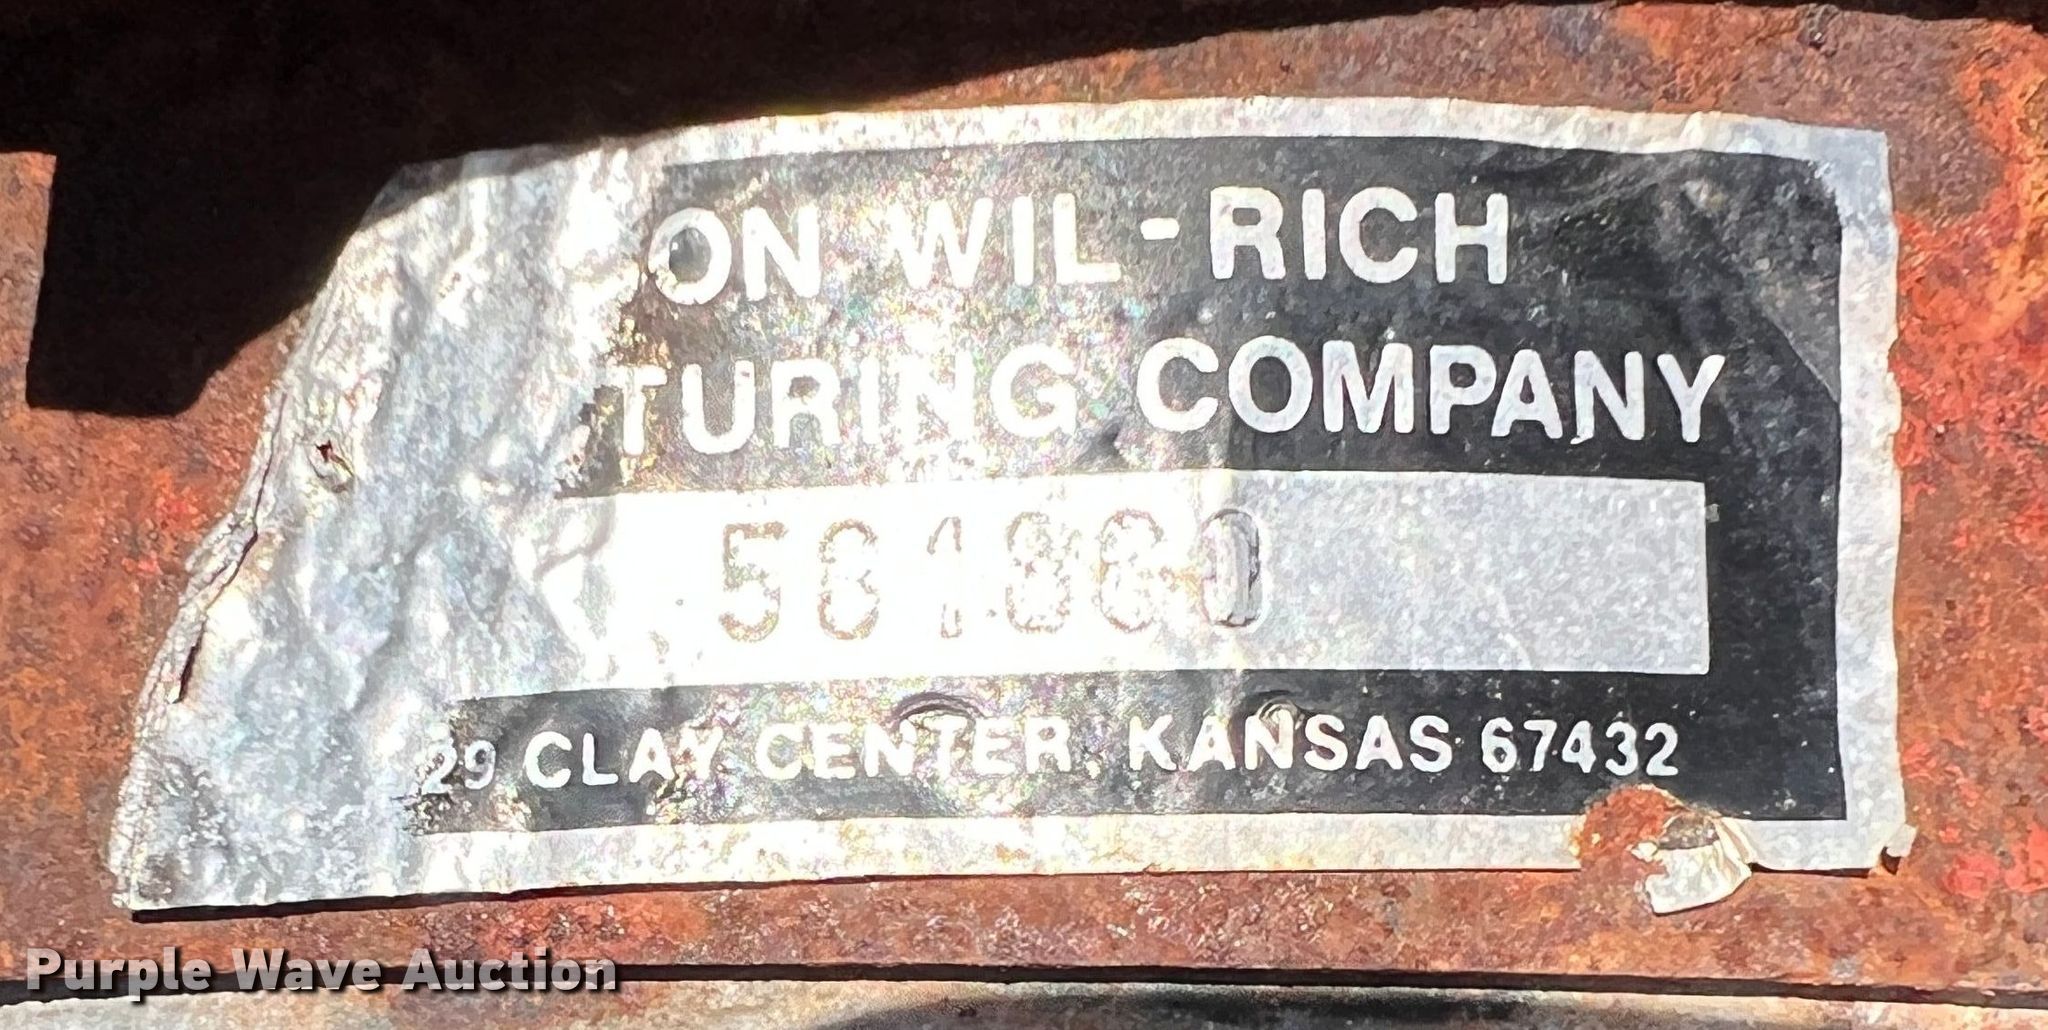 ON WIL-RICH
TURING COMPANY
29 CLAY CENTER, KANSAS 67432
Purple Wave Auction